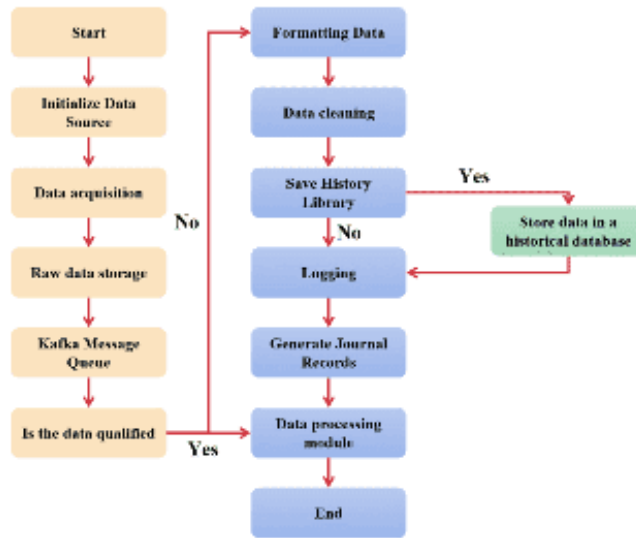 Start
Initialize Data
Source
Data acquisition
Raw data storage
Kafka Message
Queue
Is the data qualified
No
Yes
Formatting Data
Data cleaning
Save History
Library
Yes
No
Store data in a
historical database
Logging
Generate Journal
Records
Data processing
module
End